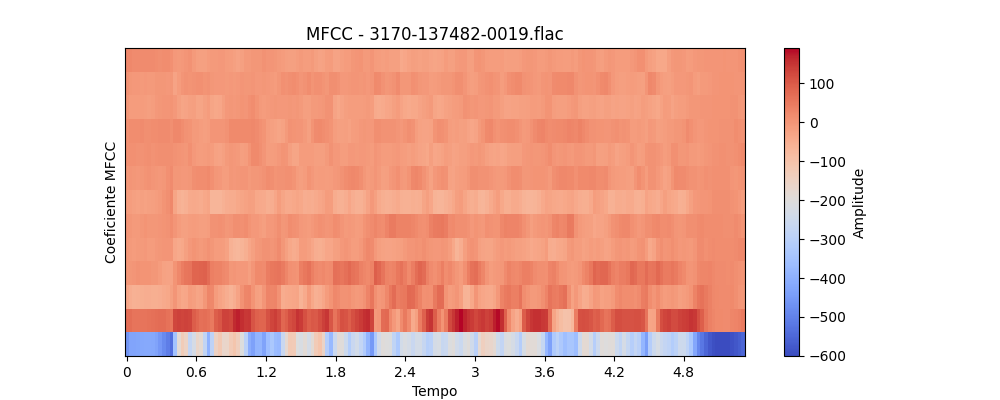 MFCC - 3170-137482-0019.flac
Coeficiente MFCC
0 0.6 1.2 1.8 2.4 3 3.6 4.2 4.8
Tempo
100
0
−100
−200
−300
−400
−500
−600
Amplitude